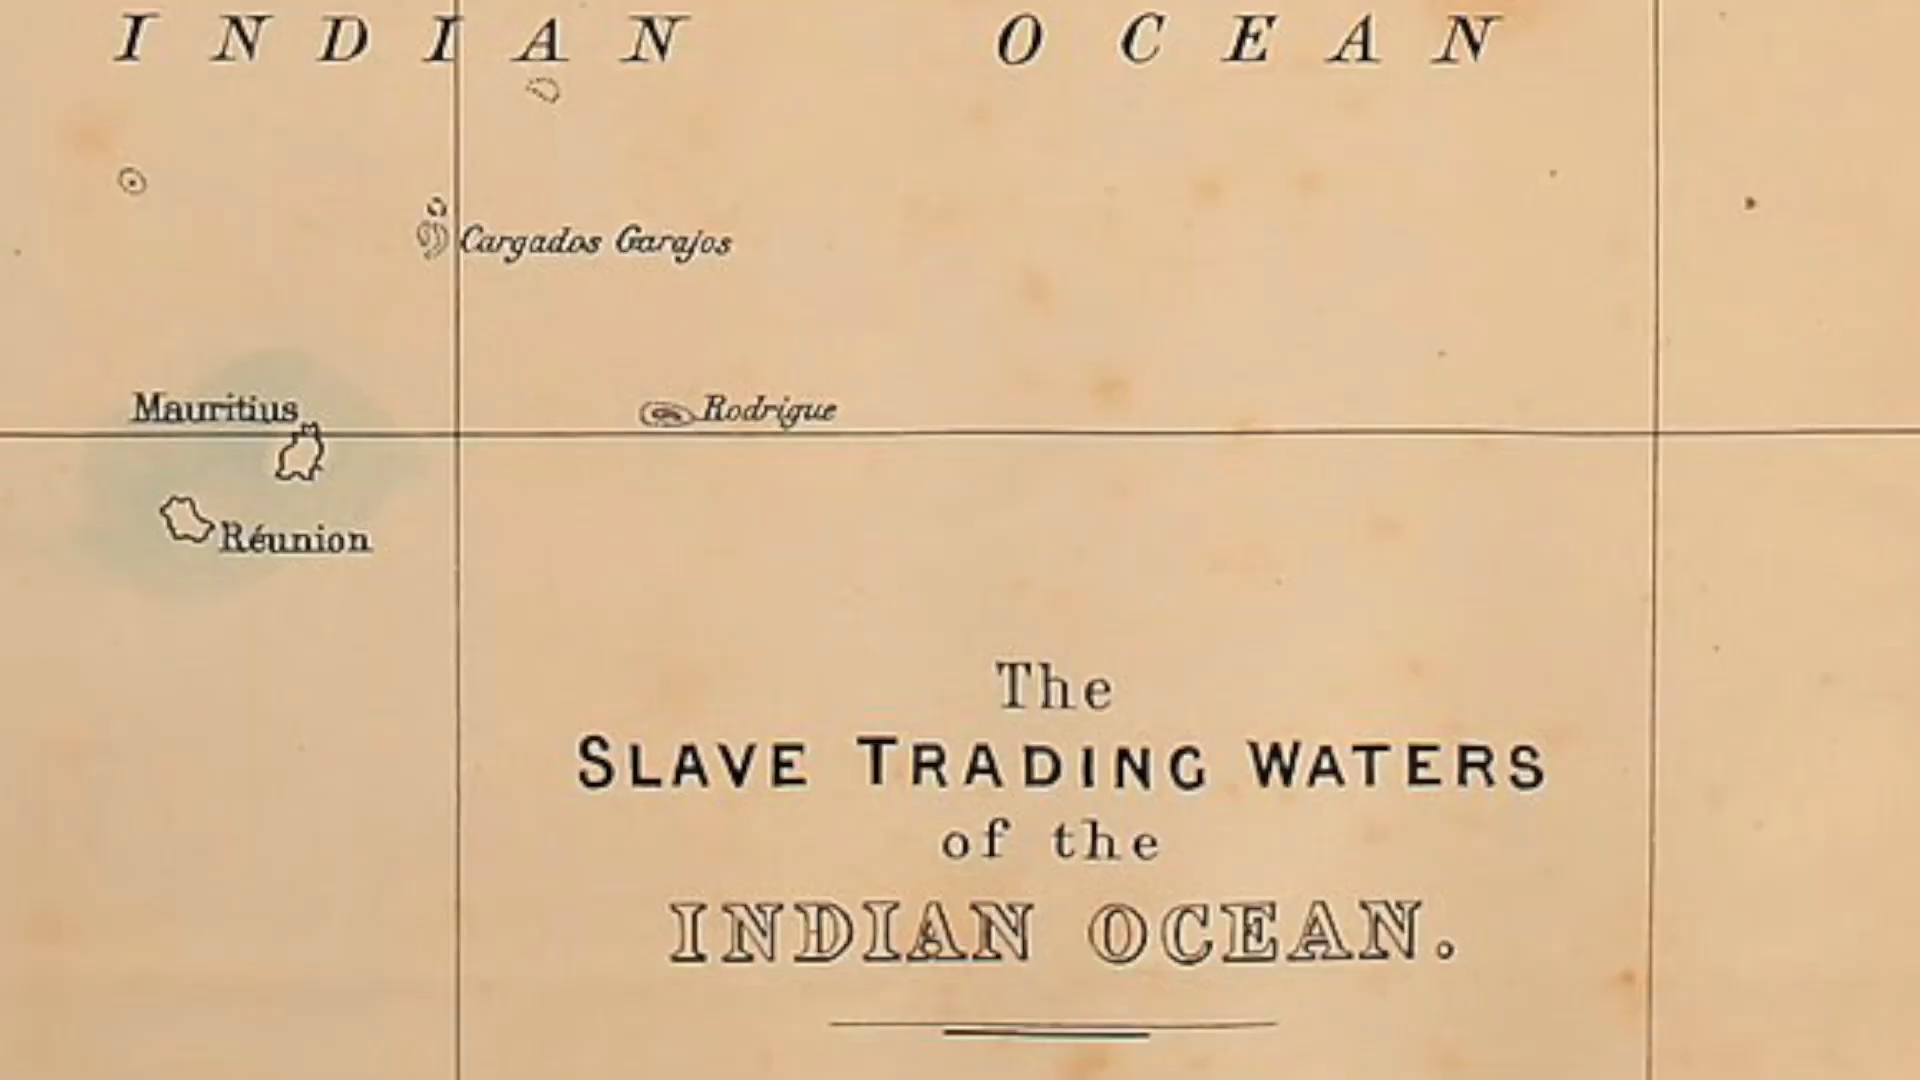 INDIAN OCEAN
Cargados Garajos
Mauritius
Rodrigue
Réunion
The
SLAVE TRADING WATERS
of the
INDIAN OCEAN.